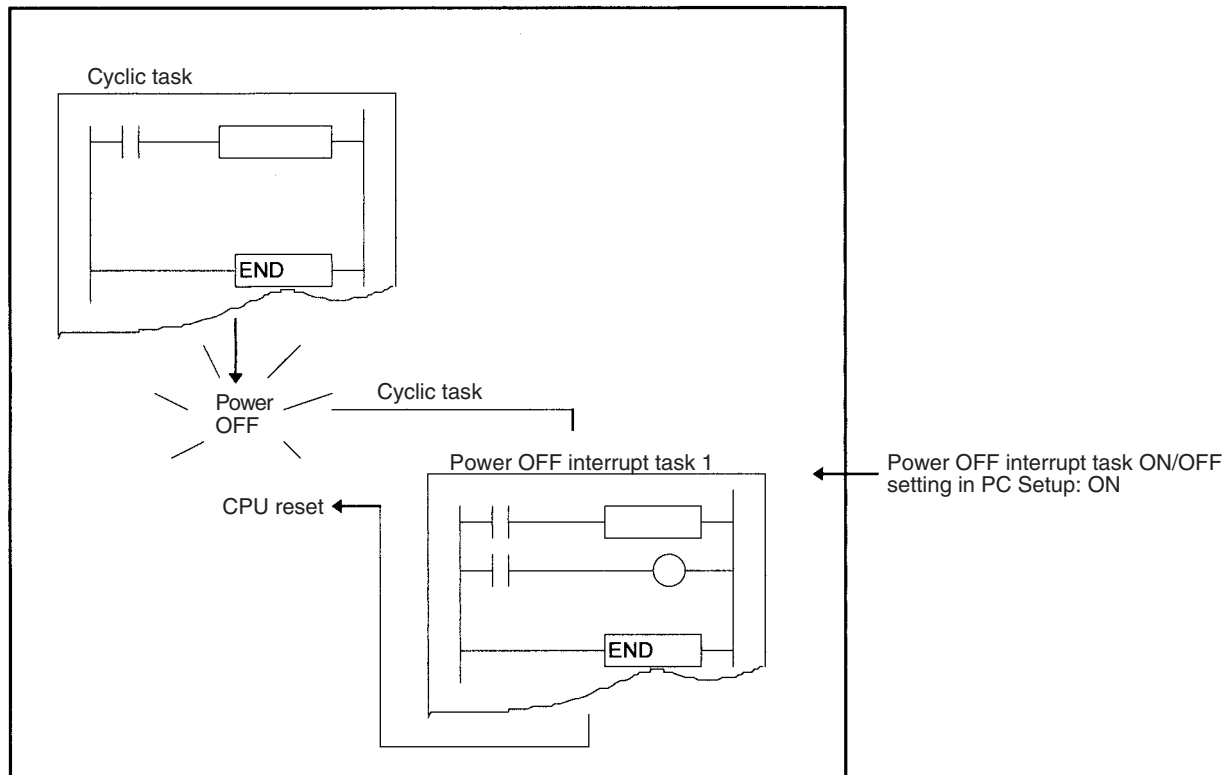 Cyclic task
END
Power
OFF
Cyclic task
Power OFF interrupt task 1
Power OFF interrupt task ON/OFF
setting in PC Setup: ON
CPU reset
END